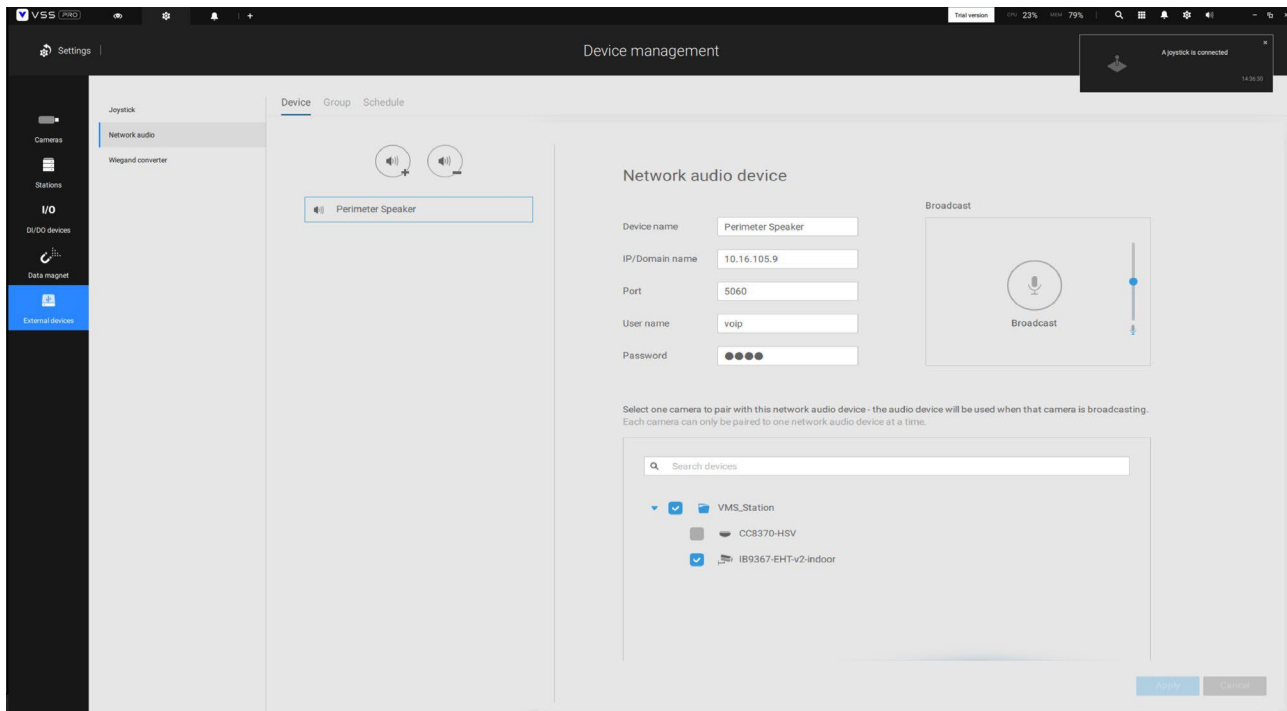 VSS PRO
Trial version CPU 23% MEM 79%
Settings
Device management
A joystick is connected
14:36:30
Cameras
Stations
I/O
DI/DO devices
Data magnet
External devices
Joystick
Network audio
Wiegand converter
Device Group Schedule
Perimeter Speaker
Network audio device
Device name Perimeter Speaker
IP/Domain name 10.16.105.9
Port 5060
User name voip
Password
Broadcast
Broadcast
Select one camera to pair with this network audio device - the audio device will be used when that camera is broadcasting.
Each camera can only be paired to one network audio device at a time.
Search devices
VMS_Station
CC8370-HSV
IB9367-EHT-v2-indoor
Apply Cancel